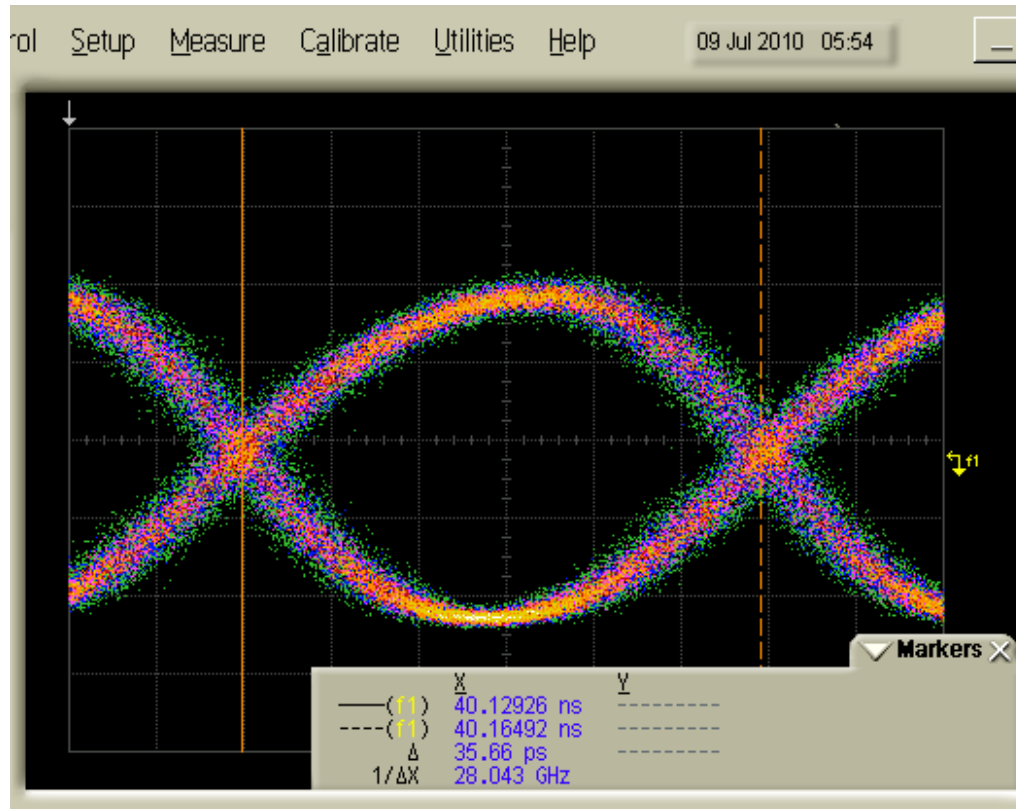 rol Setup Measure Calibrate Utilities Help 09 Jul 2010 05:54
f1
Markers
X Y
(f1) 40.12926 ns ---------
(f1) 40.16492 ns ---------
Δ 35.66 ps ---------
1/ΔX 28.043 GHz